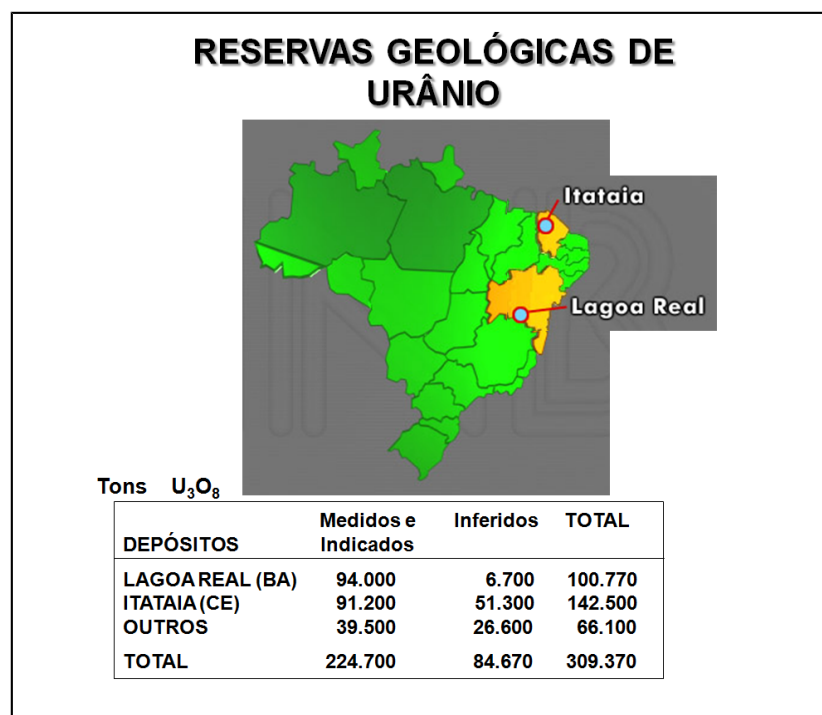 RESERVAS GEOLÓGICAS DE
URÂNIO
Itataia
Lagoa Real
Tons U₃O₈
Medidos e Inferidos TOTAL
DEPÓSITOS Indicados
LAGOA REAL (BA) 94.000 6.700 100.770
ITATAIA (CE) 91.200 51.300 142.500
OUTROS 39.500 26.600 66.100
TOTAL 224.700 84.670 309.370